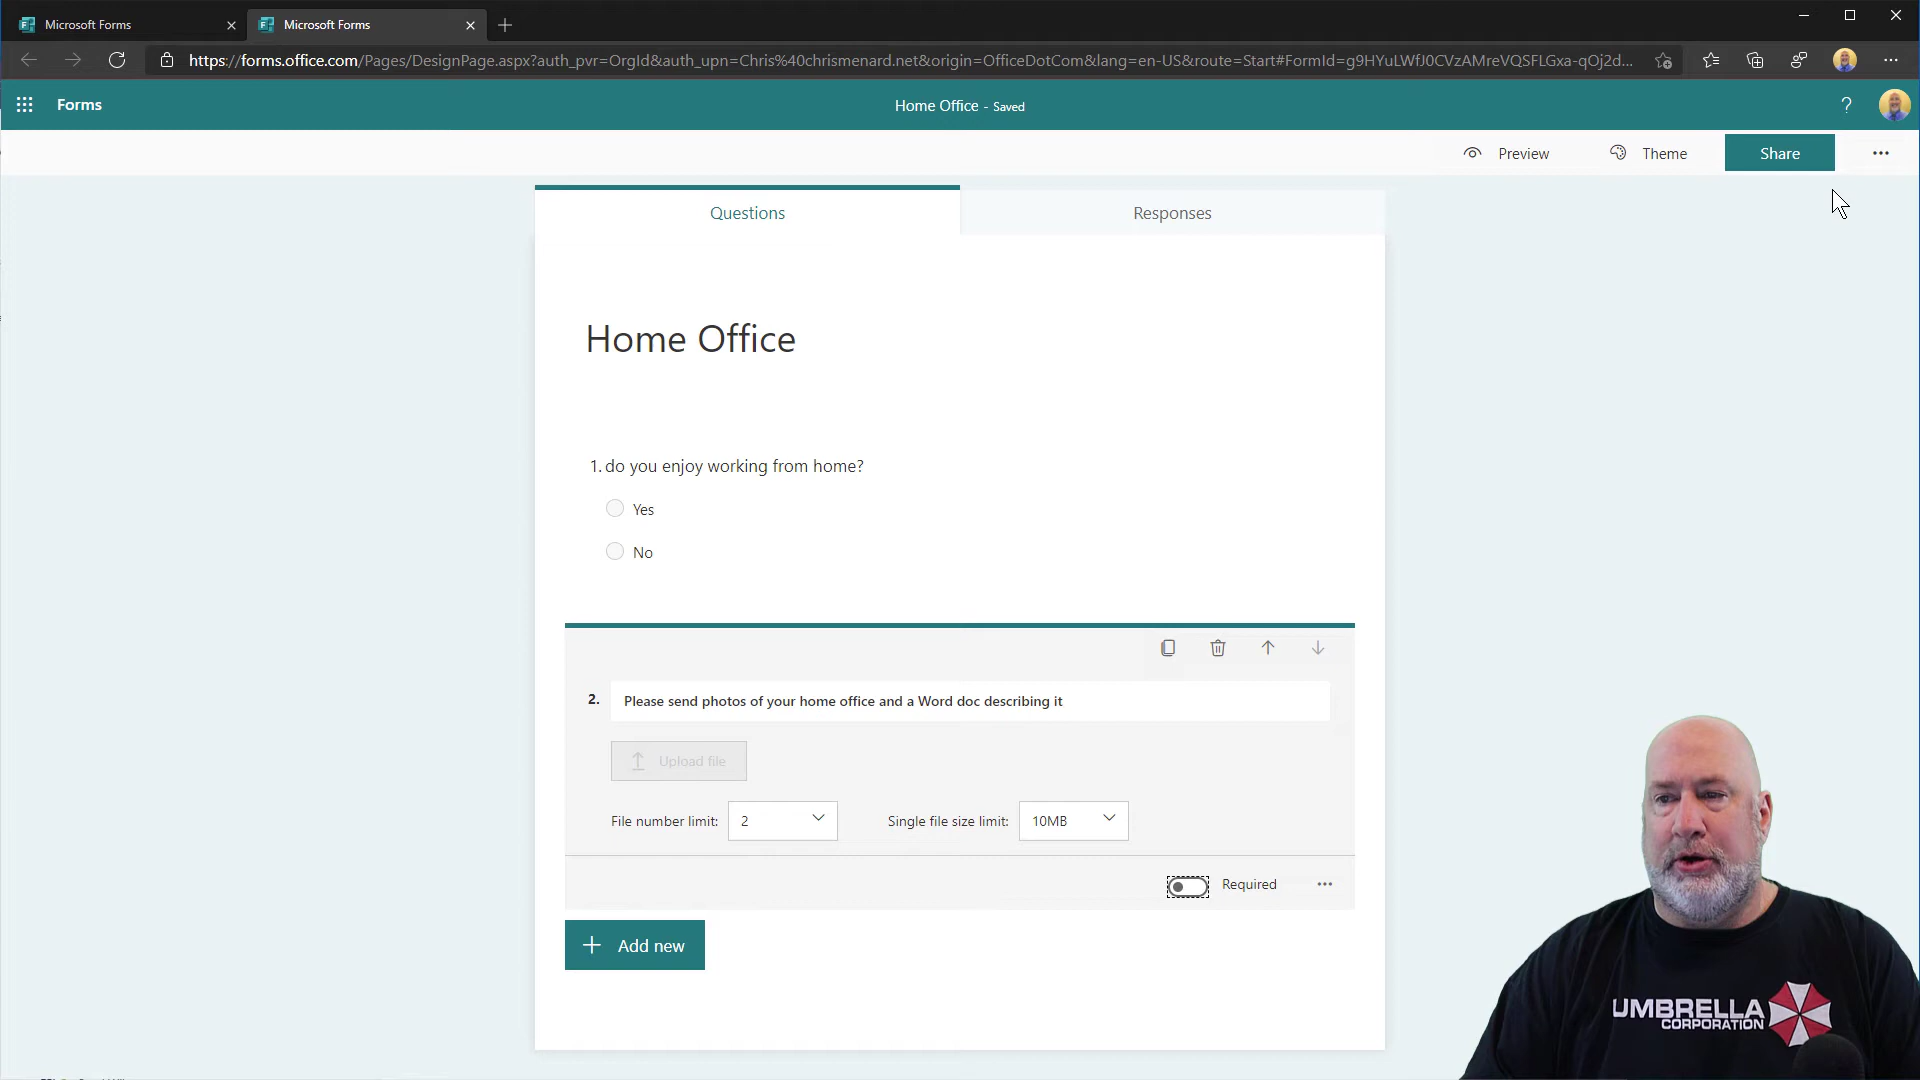 Microsoft Forms
Microsoft Forms
https://forms.office.com/Pages/DesignPage.aspx?auth_pvr=OrgId&auth_upn=Chris%40chrismenard.net&origin=OfficeDotCom&lang=en-US&route=Start#FormId=g9HYuLWfJ0CVzAMreVQSFLGxa-qOj2d...
Forms
Home Office - Saved
?
Preview
Theme
Share
Questions
Responses
Home Office
1. do you enjoy working from home?
Yes
No
2. Please send photos of your home office and a Word doc describing it
Upload file
File number limit: 2
Single file size limit: 10MB
Required
+ Add new
UMBRELLA
CORPORATION